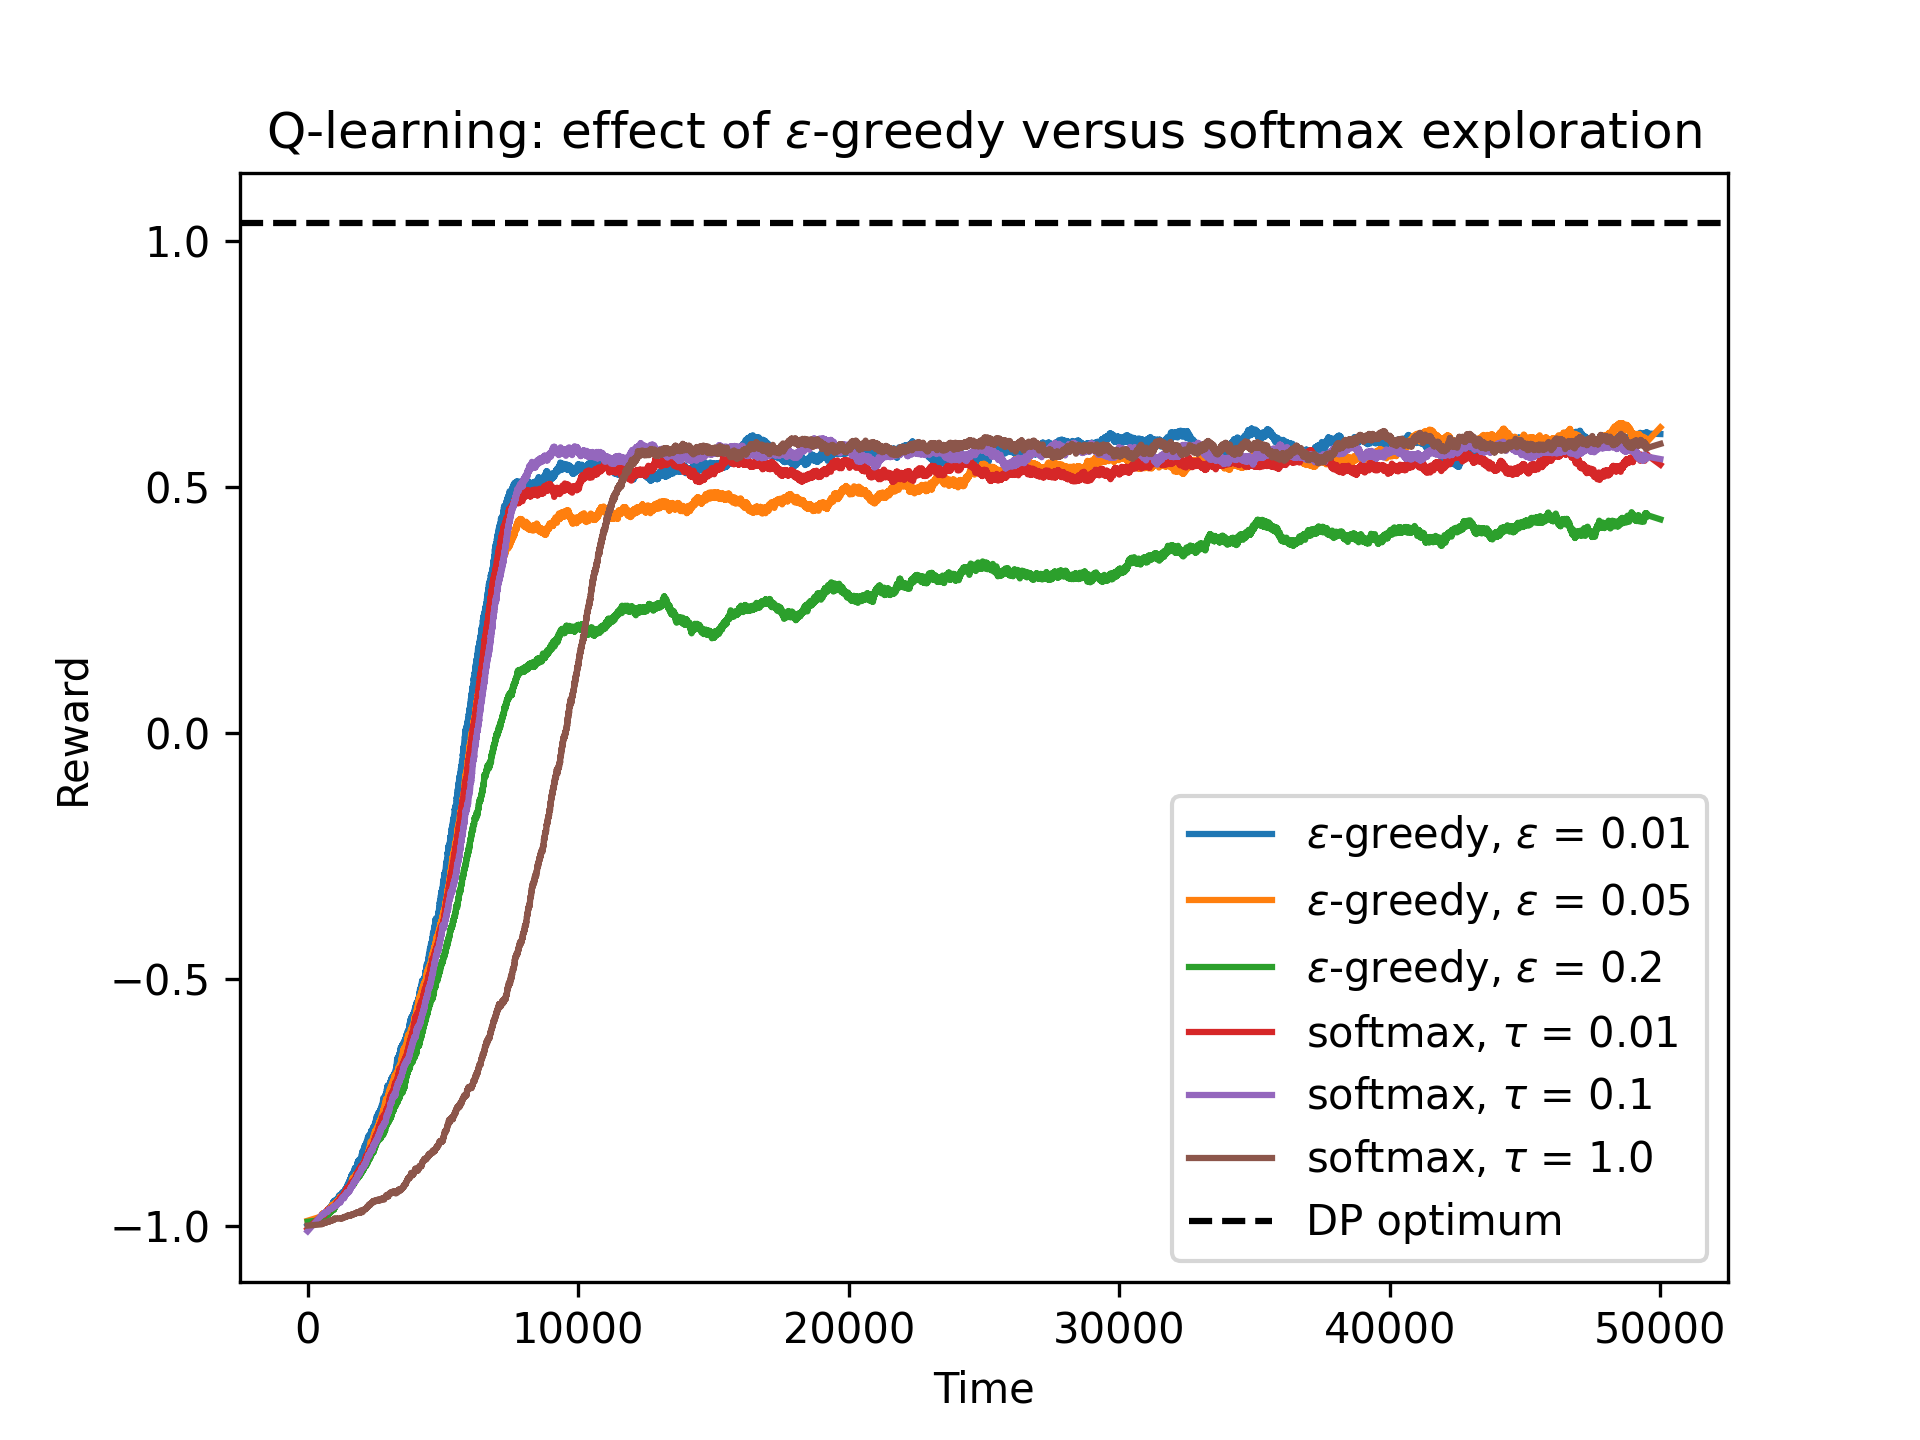 Q-learning: effect of ε-greedy versus softmax exploration
Reward
1.0
0.5
0.0
−0.5
−1.0
ε-greedy, ε = 0.01
ε-greedy, ε = 0.05
ε-greedy, ε = 0.2
softmax, τ = 0.01
softmax, τ = 0.1
softmax, τ = 1.0
DP optimum
0 10000 20000 30000 40000 50000
Time